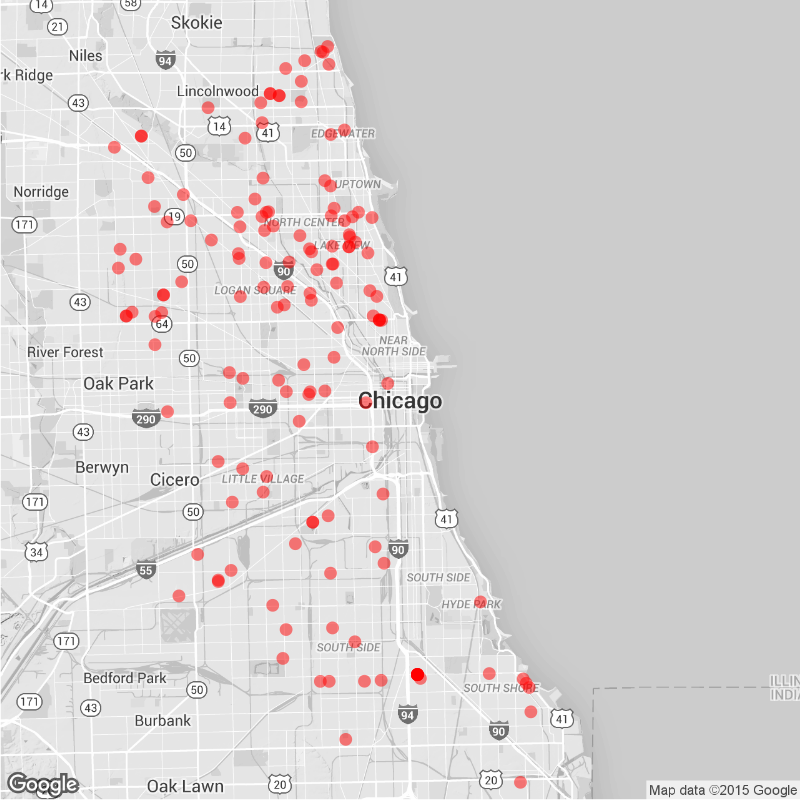 14
58
Skokie
21
Niles
94
rk Ridge
Lincolnwood
43
14
41
EDGEWATER
50
Norridge
UPTOWN
171
19
NORTH CENTER
LAKE VIEW
50
90
41
LOGAN SQUARE
43
64
NEAR
NORTH SIDE
River Forest
50
Oak Park
Chicago
290
290
43
Berwyn
Cicero
LITTLE VILLAGE
171
50
41
34
90
55
SOUTH SIDE
HYDE PARK
171
SOUTH SIDE
Bedford Park
50
SOUTH SHORE
ILLIN
INDIA
171
43
Burbank
94
41
90
Oak Lawn
20
20
Google
Google
Map data ©2015 Google